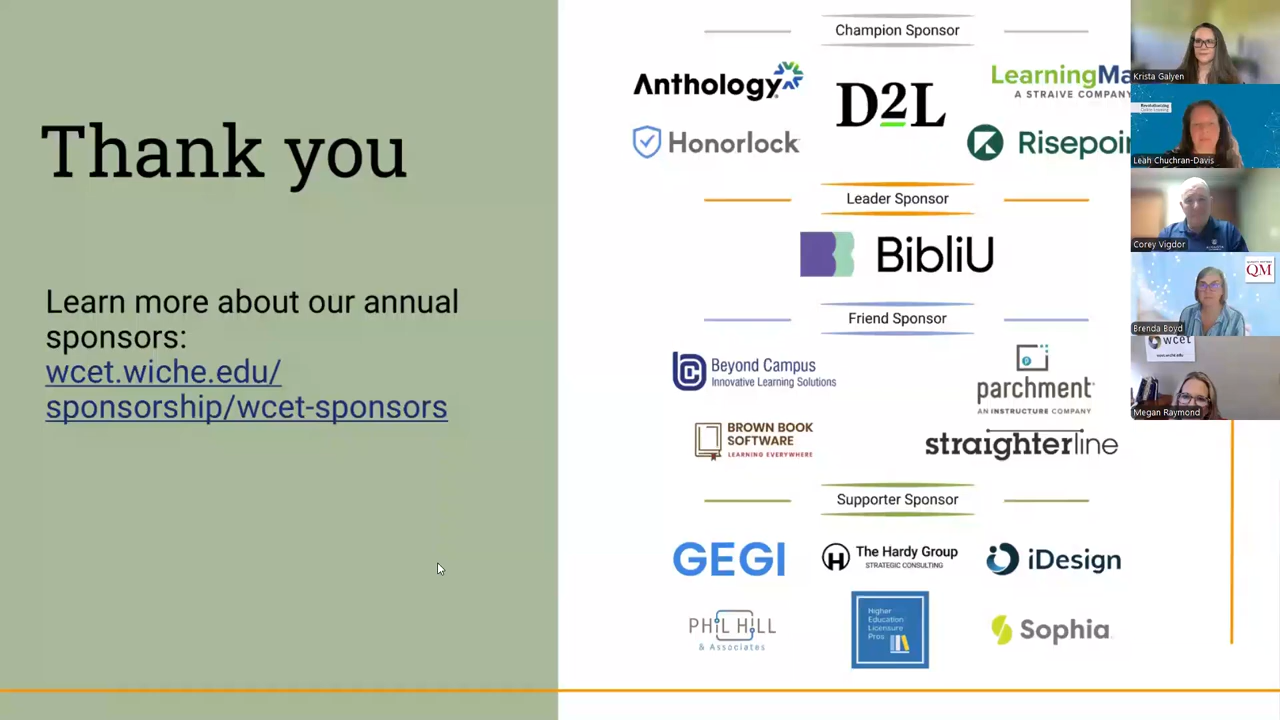 Thank you
Learn more about our annual
sponsors:
wcet.wiche.edu/
sponsorship/wcet-sponsors
Champion Sponsor
Anthology
D2L
LearningMa
A STRAIVE COMPANY
Honorlock
Risepoin
Leader Sponsor
BibliU
Friend Sponsor
Beyond Campus
Innovative Learning Solutions
parchment
AN INSTRUCTURE COMPANY
BROWN BOOK
SOFTWARE
LEARNING EVERYWHERE
straighterline
Supporter Sponsor
GEGI
The Hardy Group
STRATEGIC CONSULTING
iDesign
PHIL HILL
& Associates
Higher
Education
Licensure
Pros
Sophia
Krista Galyen
Leah Chuchran-Davis
Corey Vigdor
QM
Brenda Boyd
wcet
Megan Raymond